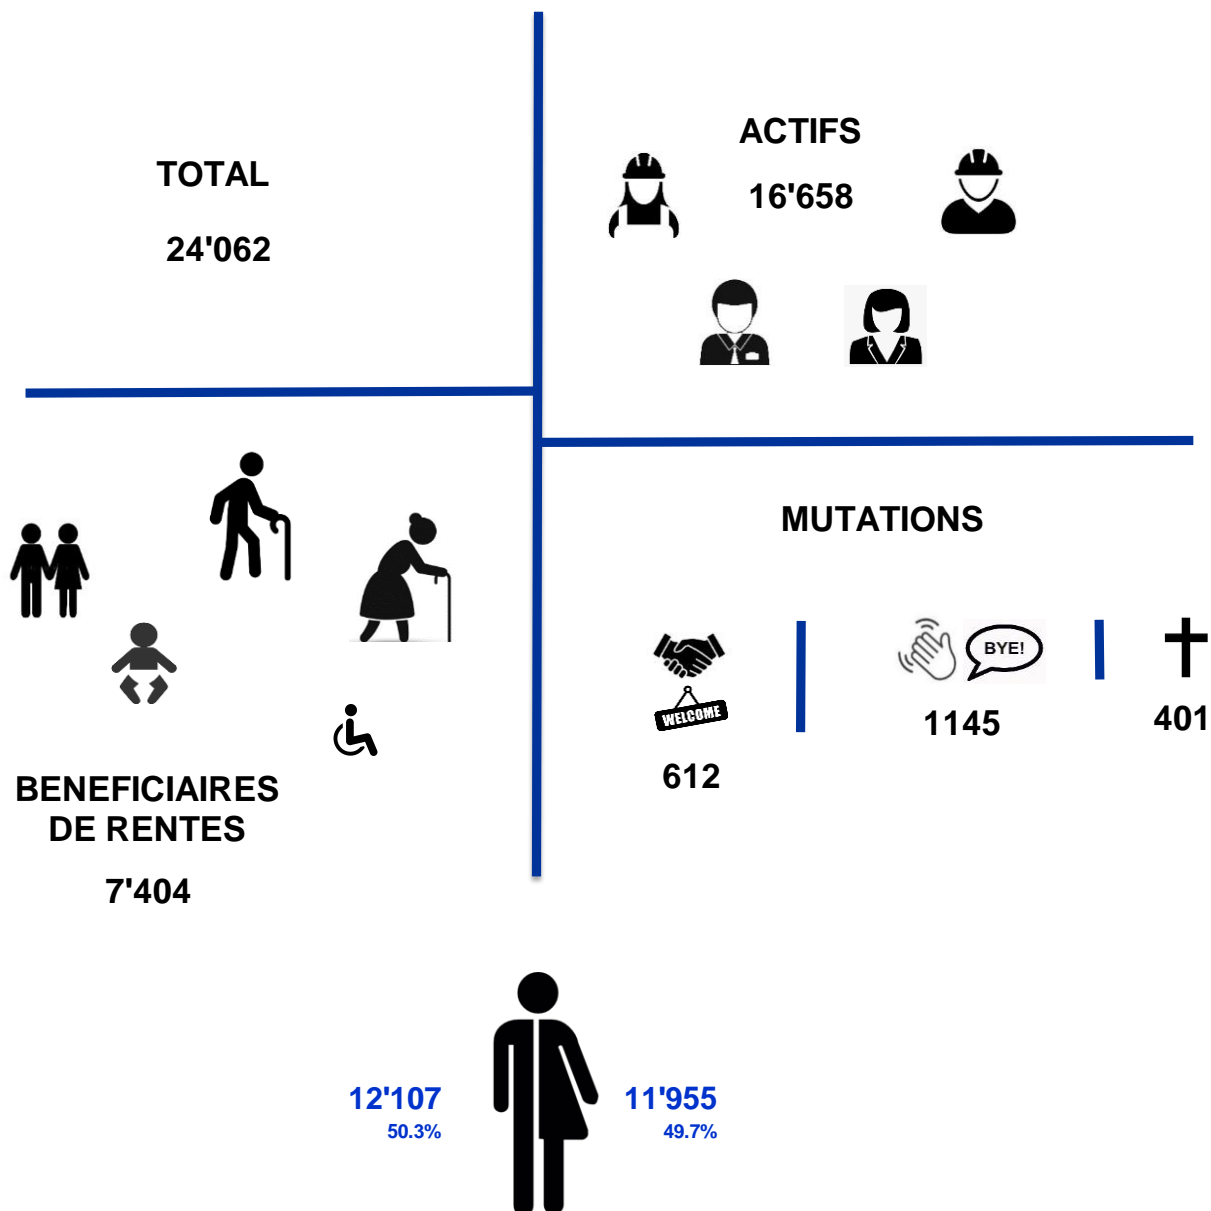 TOTAL
24'062
ACTIFS
16'658
BENEFICIAIRES
DE RENTES
7'404
MUTATIONS
WELCOME
612
BYE!
1145
401
12'107
50.3%
11'955
49.7%